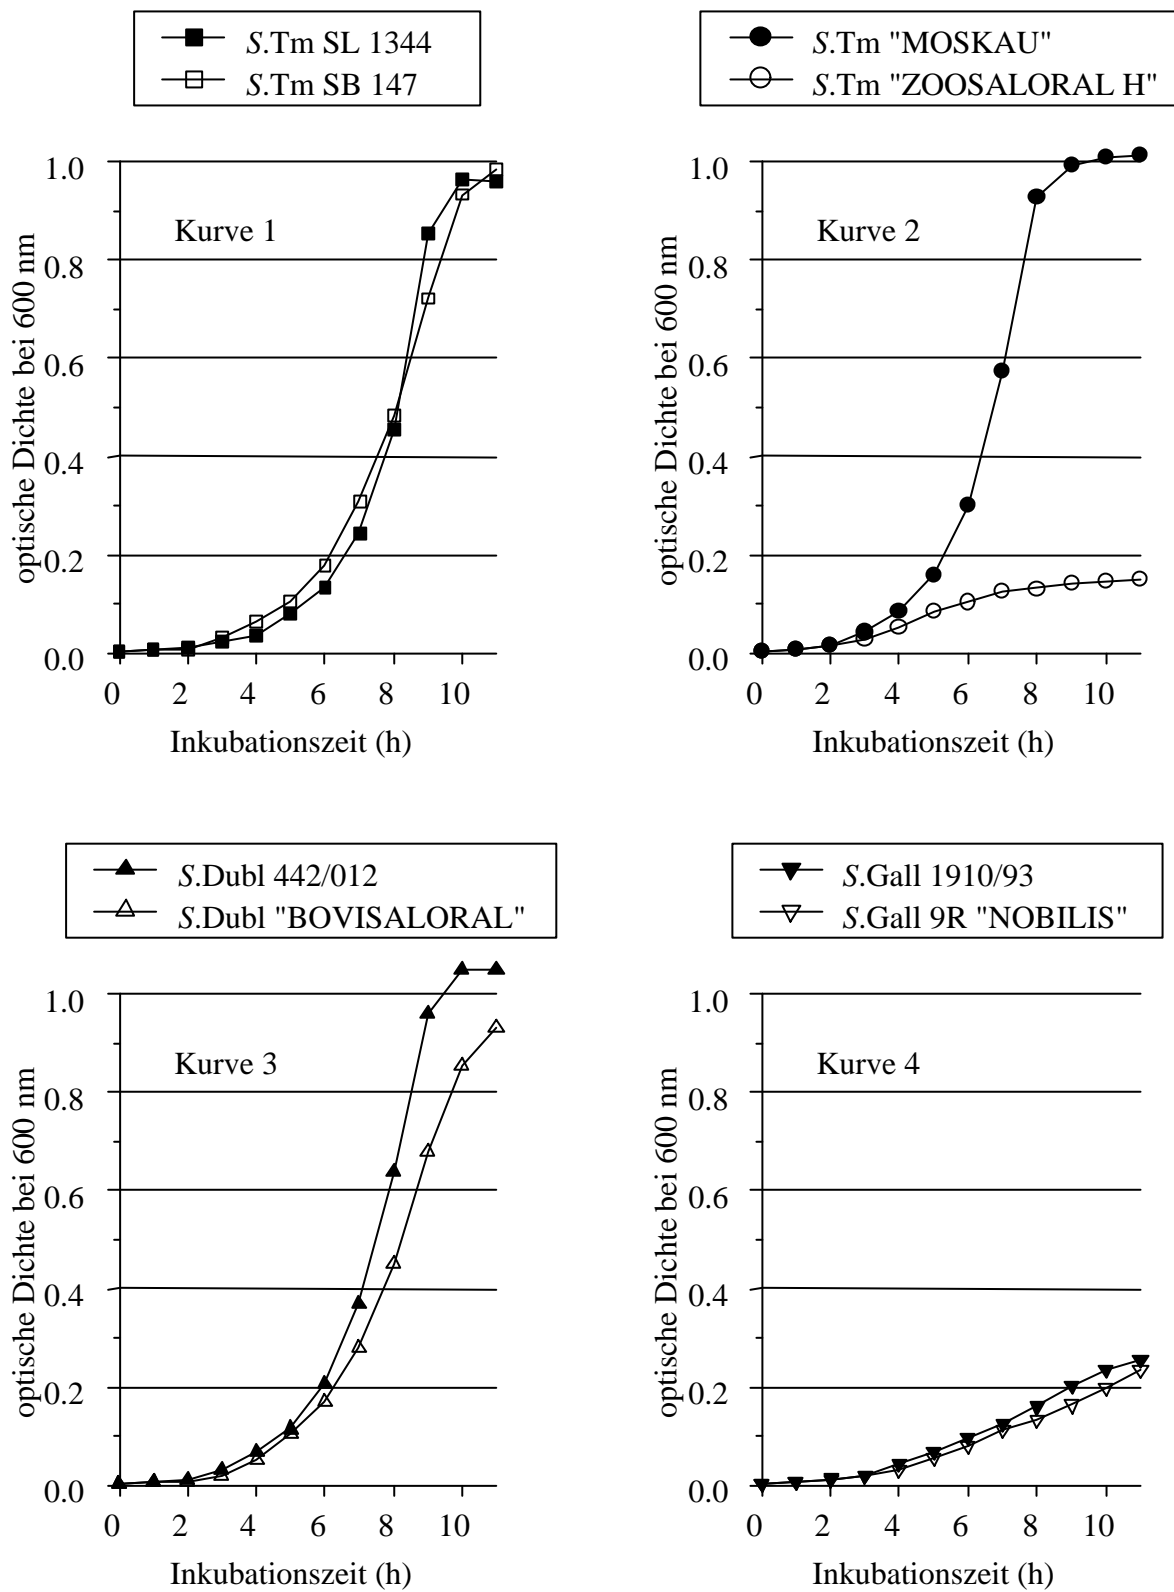 S.Tm SL 1344
S.Tm SB 147
S.Tm "MOSKAU"
S.Tm "ZOOSALORAL H"
optische Dichte bei 600 nm
1.0
0.8
0.6
0.4
0.2
0.0
Kurve 1
0 2 4 6 8 10
Inkubationszeit (h)
optische Dichte bei 600 nm
1.0
0.8
0.6
0.4
0.2
0.0
Kurve 2
0 2 4 6 8 10
Inkubationszeit (h)
S.Dubl 442/012
S.Dubl "BOVISALORAL"
S.Gall 1910/93
S.Gall 9R "NOBILIS"
optische Dichte bei 600 nm
1.0
0.8
0.6
0.4
0.2
0.0
Kurve 3
0 2 4 6 8 10
Inkubationszeit (h)
optische Dichte bei 600 nm
1.0
0.8
0.6
0.4
0.2
0.0
Kurve 4
0 2 4 6 8 10
Inkubationszeit (h)